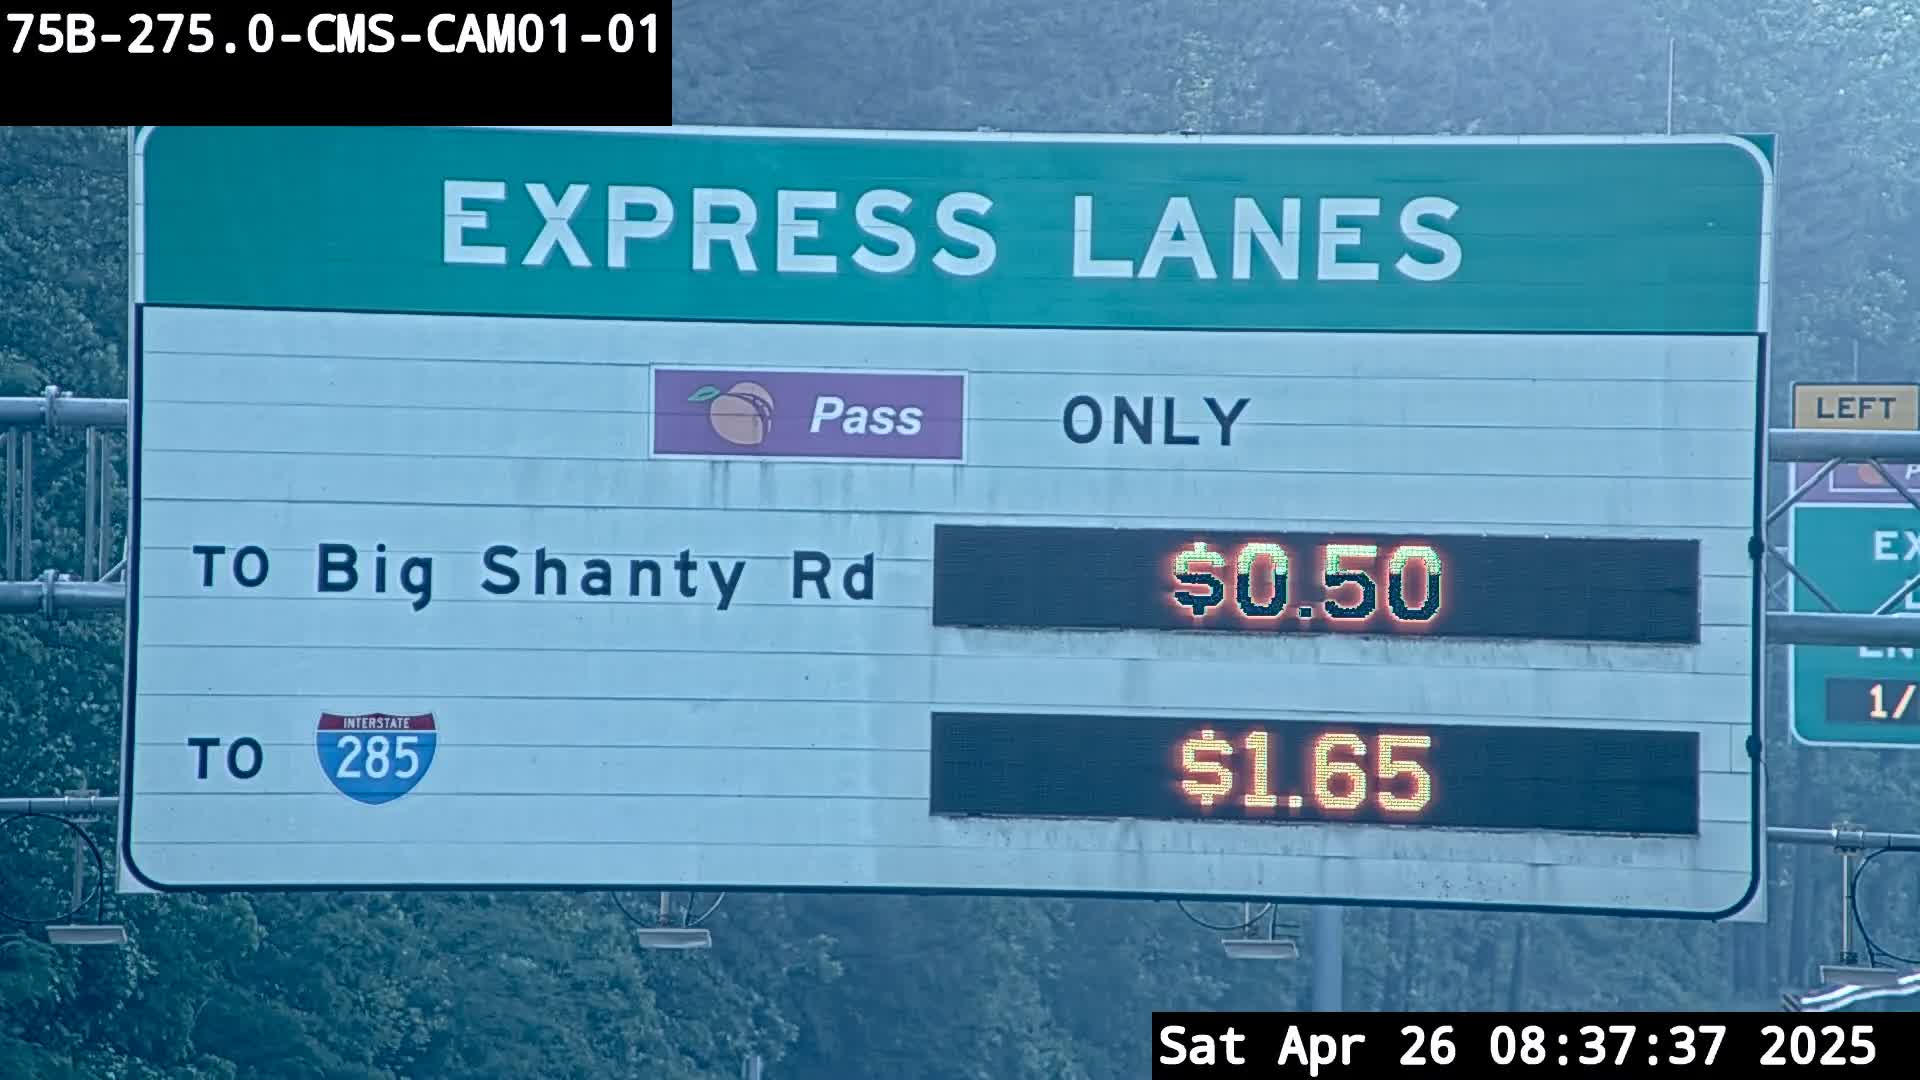 75B-275.0-CMS-CAM01-01
EXPRESS LANES
Pass ONLY
LEFT
TO Big Shanty Rd $0.50
TO INTERSTATE 285 $1.65
1/
Sat Apr 26 08:37:37 2025